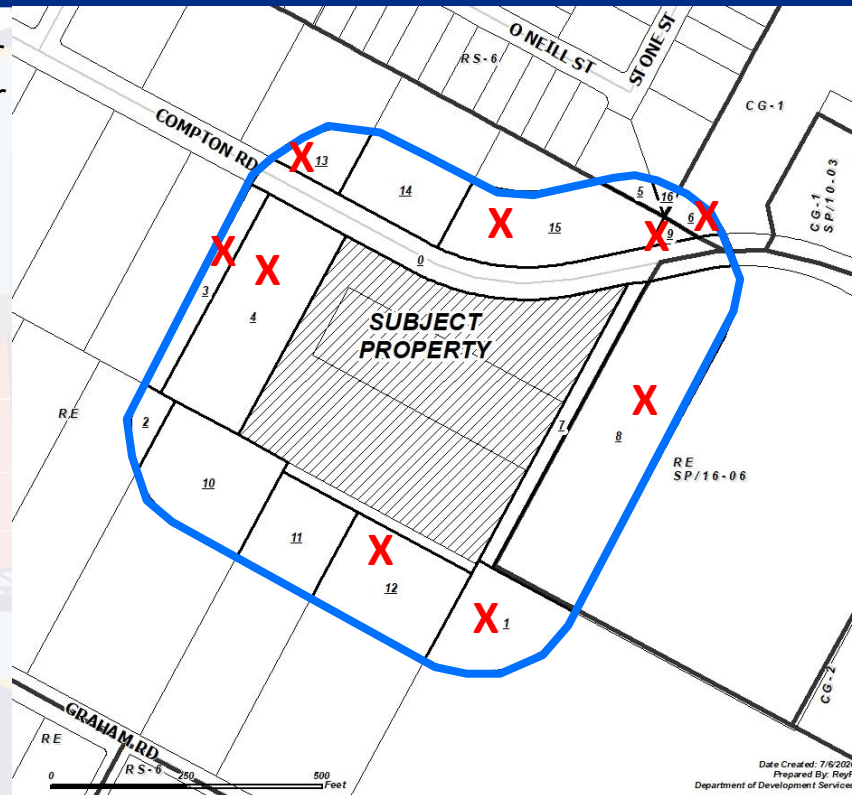 O NEILL ST
STONE ST
RS-6
CG-1
CG-1
SP/10-03
COMPTON RD
X
13
14
5
16
X
15
X
6
X
9
X
X
3
X
4
0
SUBJECT
PROPERTY
X
8
7
RE
2
RE
SP/16-06
10
11
X
12
X
1
CG-2
GRAHAM RD
RE
RS-6
0
250
500
Feet
Date Created: 7/6/202
Prepared By: Rey
Department of Development Services